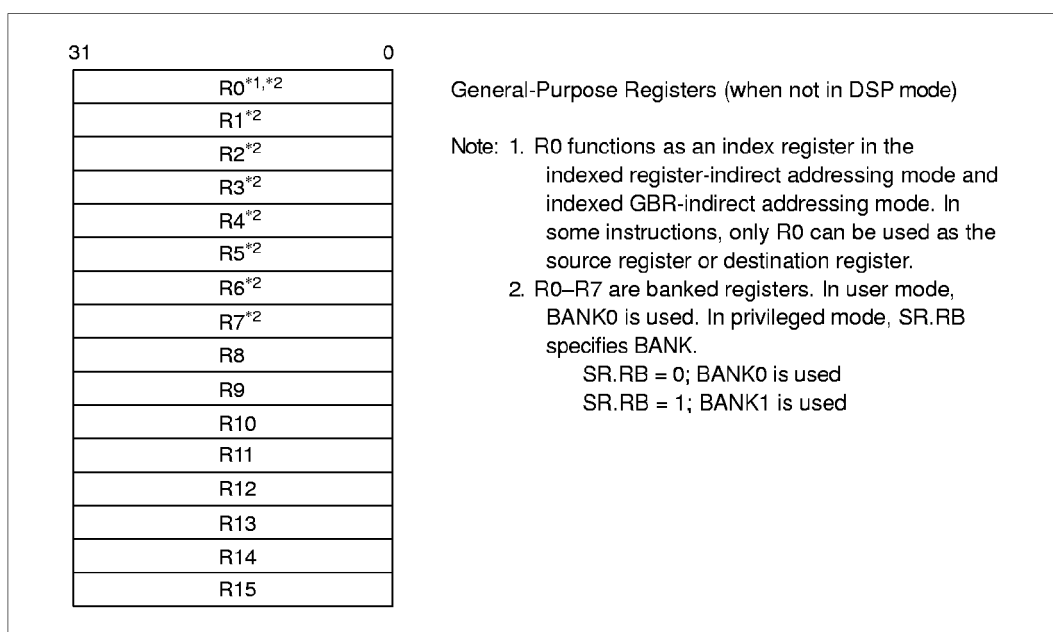 31 0
R0*1,*2
R1*2
R2*2
R3*2
R4*2
R5*2
R6*2
R7*2
R8
R9
R10
R11
R12
R13
R14
R15
General-Purpose Registers (when not in DSP mode)
Note: 1. R0 functions as an index register in the
indexed register-indirect addressing mode and
indexed GBR-indirect addressing mode. In
some instructions, only R0 can be used as the
source register or destination register.
2. R0–R7 are banked registers. In user mode,
BANK0 is used. In privileged mode, SR.RB
specifies BANK.
SR.RB = 0; BANK0 is used
SR.RB = 1; BANK1 is used